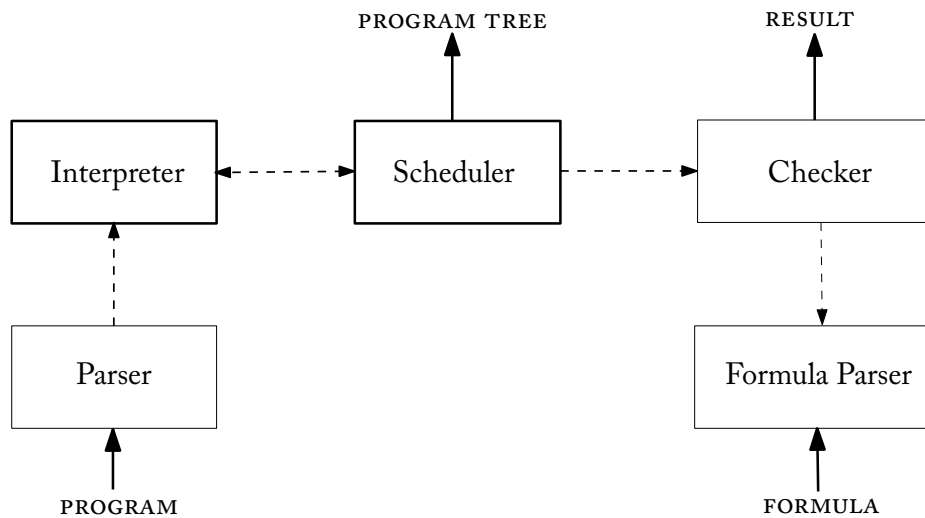 PROGRAM TREE
RESULT
Interpreter
Scheduler
Checker
Parser
Formula Parser
PROGRAM
FORMULA